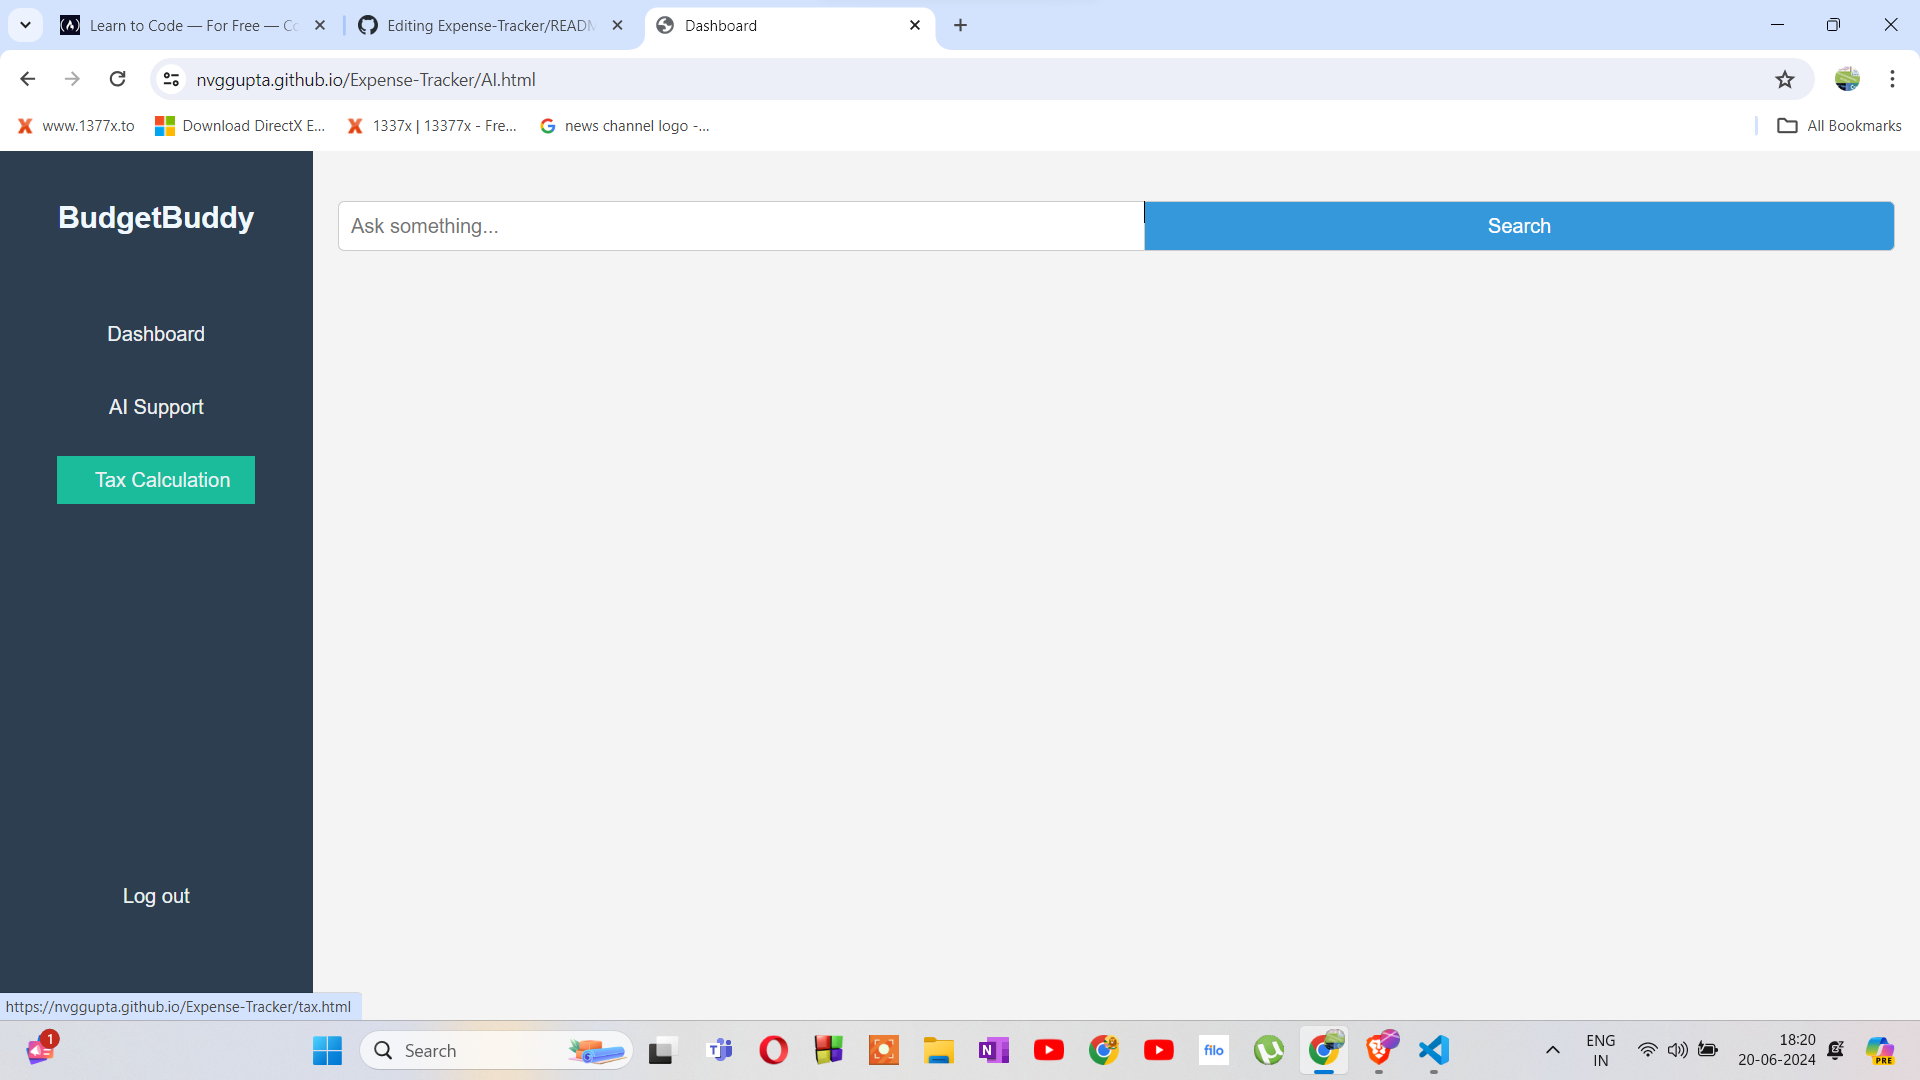 Learn to Code — For Free — Co
Editing Expense-Tracker/READM
Dashboard
nvggupta.github.io/Expense-Tracker/AI.html
www.1377x.to
Download DirectX E...
1337x | 13377x - Fre...
news channel logo -...
All Bookmarks
BudgetBuddy
Ask something...
Search
Dashboard
AI Support
Tax Calculation
Log out
https://nvggupta.github.io/Expense-Tracker/tax.html
1
Search
filo
ENG
IN
18:20
20-06-2024
PRE